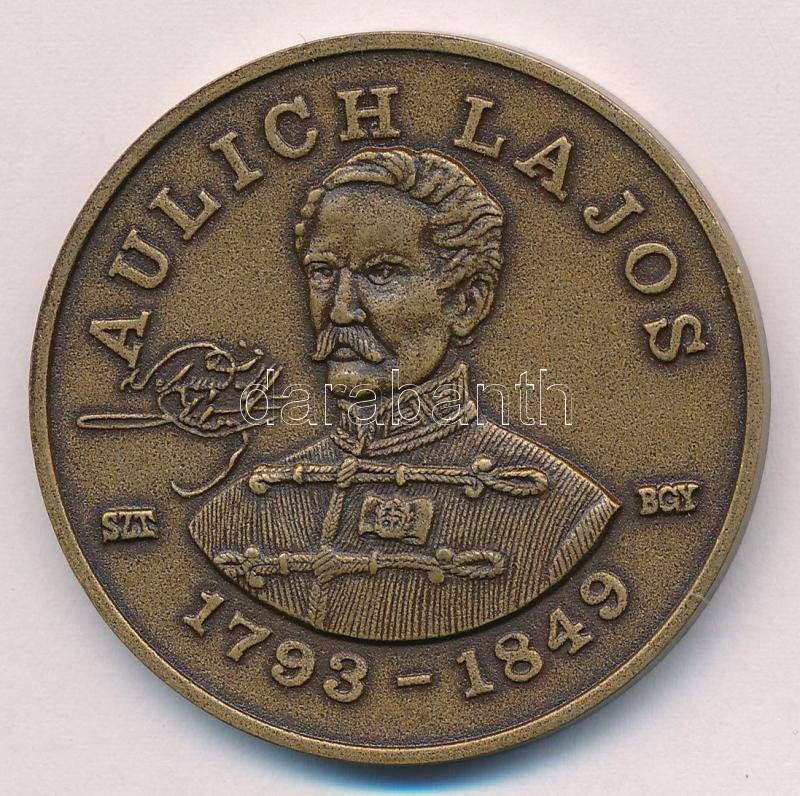 AULICH LAJOS
SZT.
BGY
1793-1849
darabanth